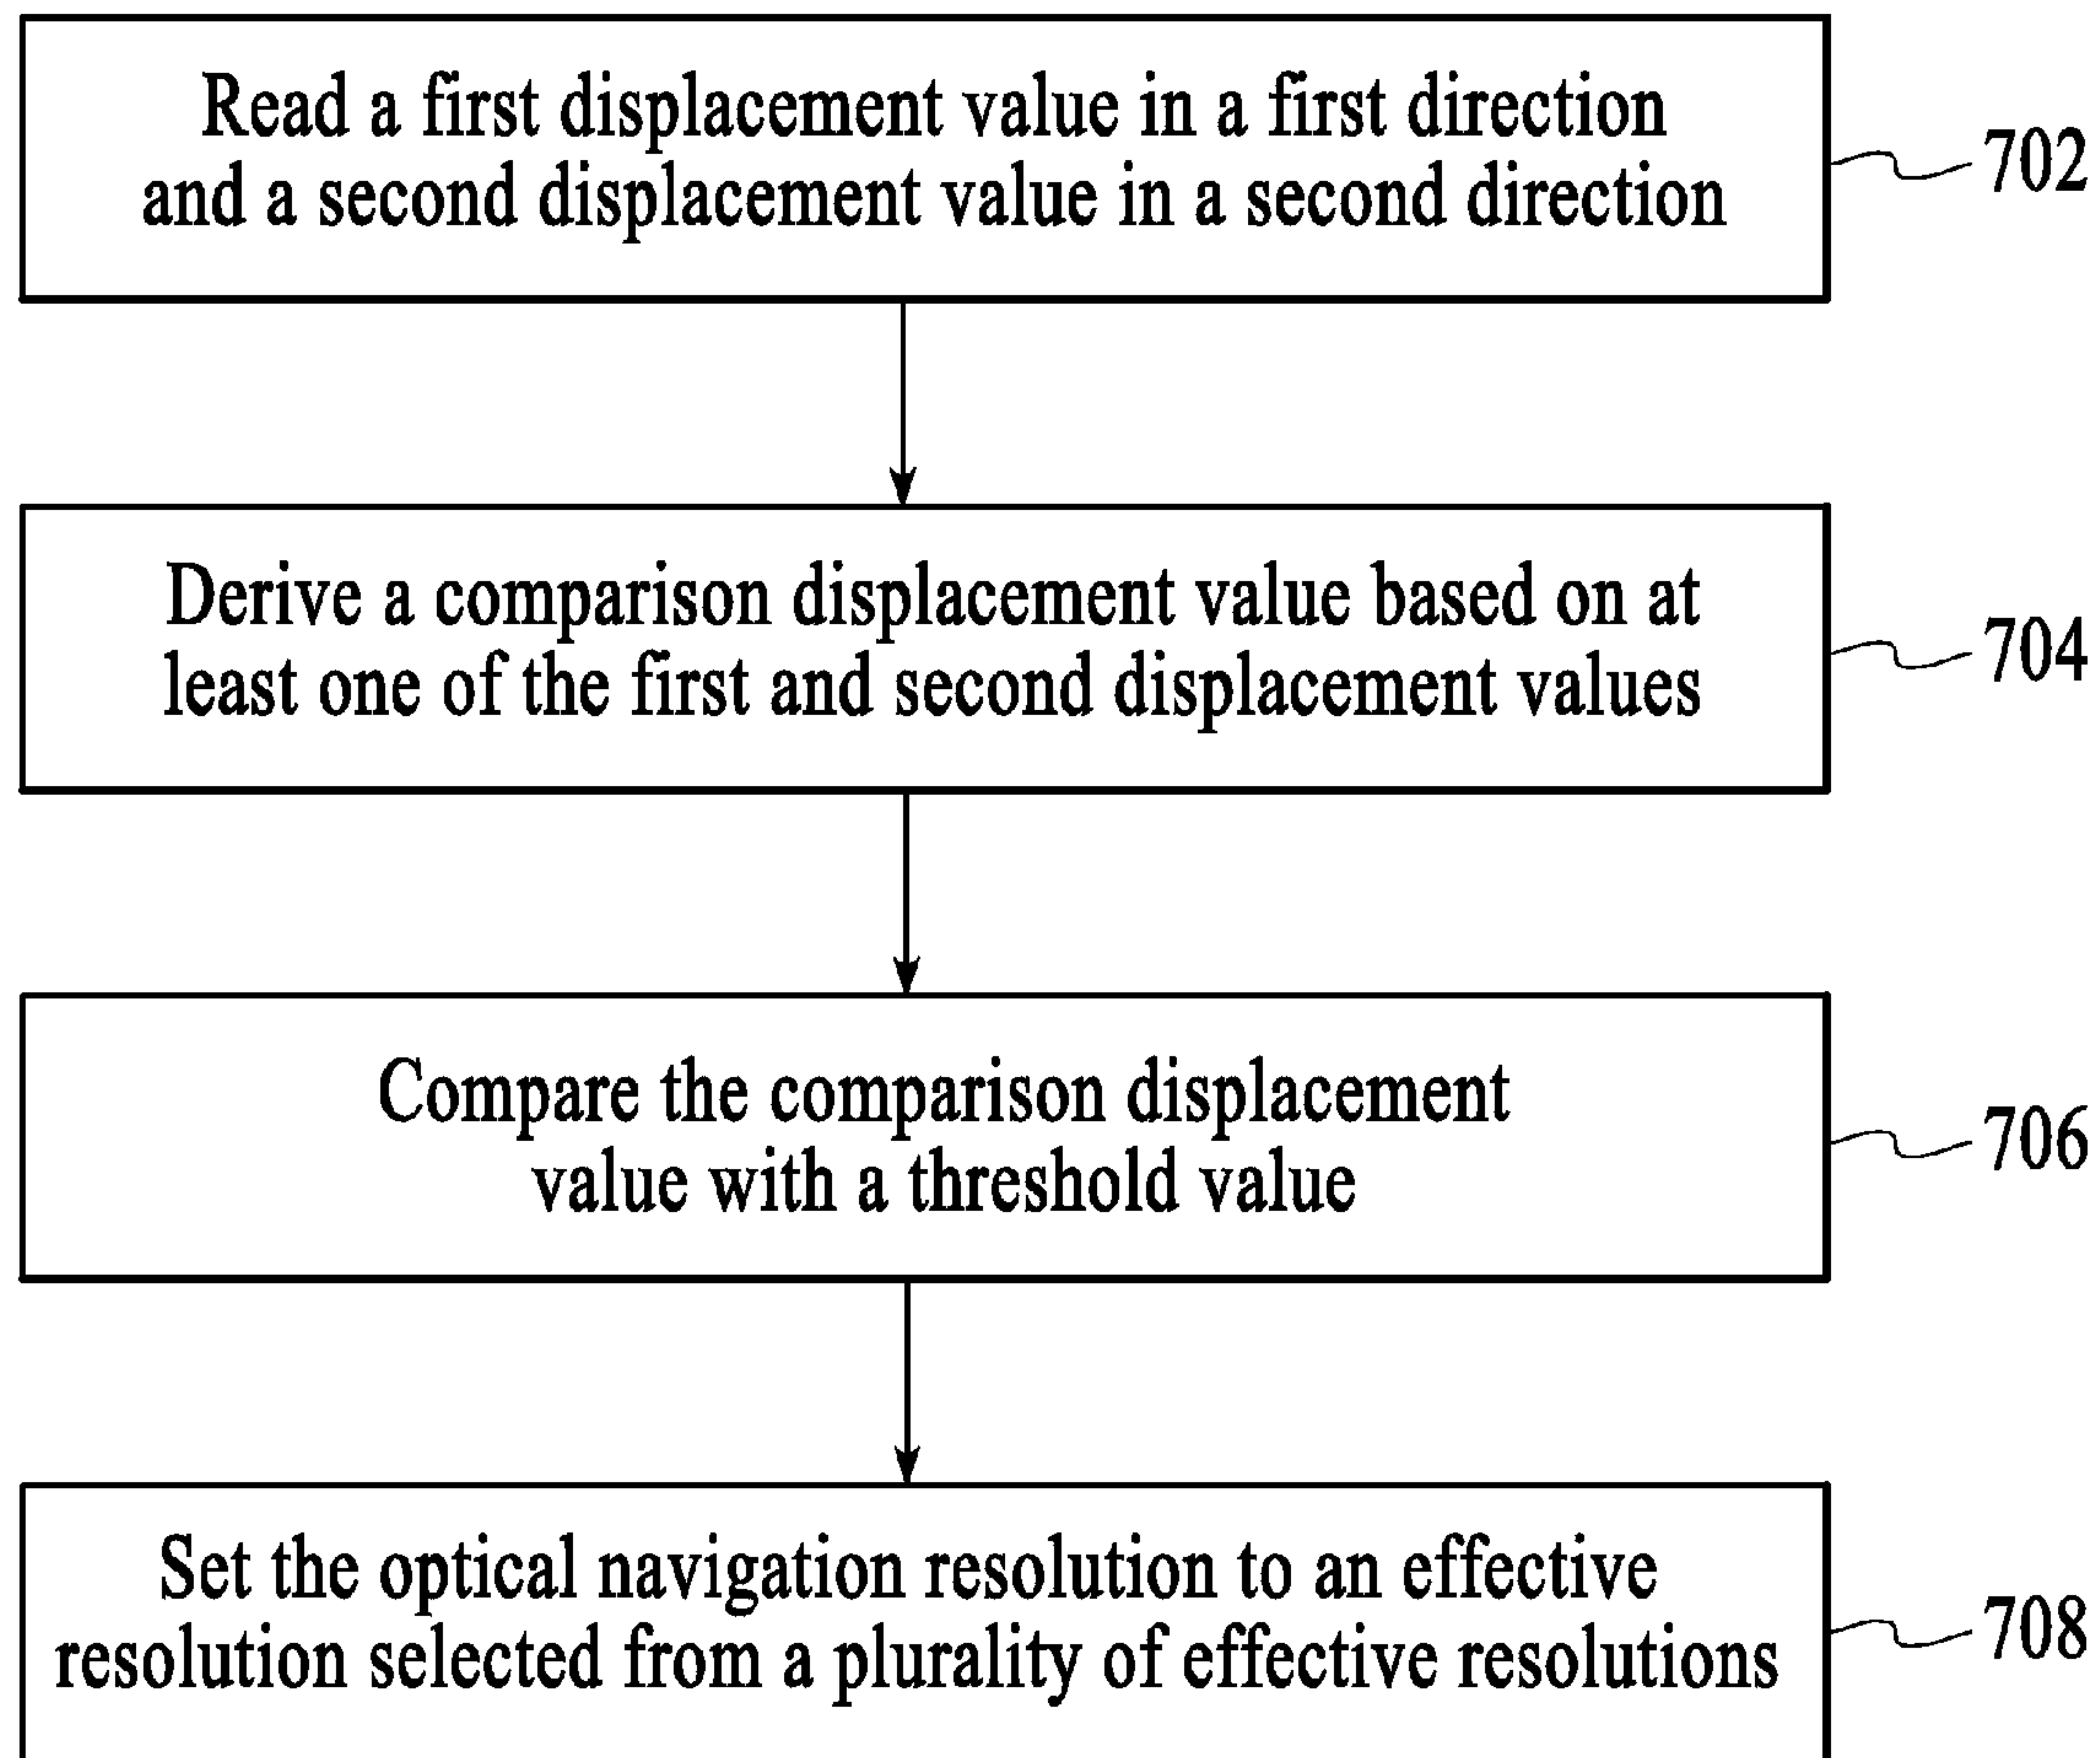 Read a first displacement value in a first direction
and a second displacement value in a second direction
702
Derive a comparison displacement value based on at
least one of the first and second displacement values
704
Compare the comparison displacement
value with a threshold value
706
Set the optical navigation resolution to an effective
resolution selected from a plurality of effective resolutions
708